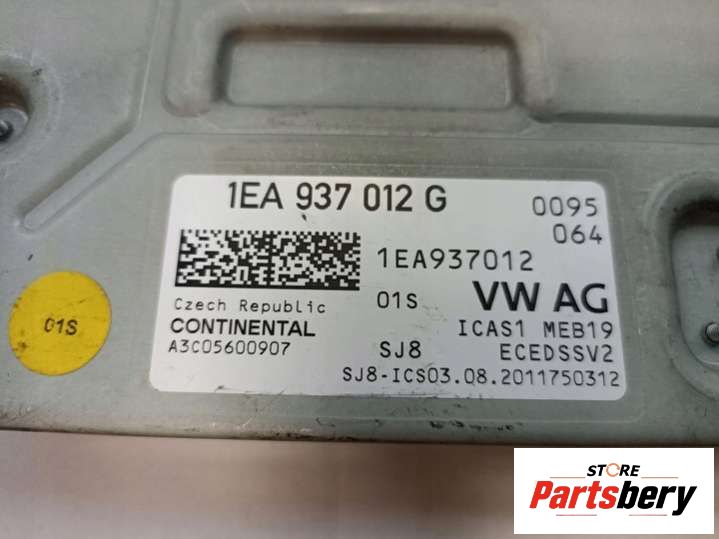 1EA 937 012 G
0095
064
1EA937012
Czech Republic
01S
VW AG
CONTINENTAL
ICAS1 MEB19
A3C05600907
SJ8
ECEDSSV2
SJ8-ICS03.08.2011750312
01S
STORE
Partsbery